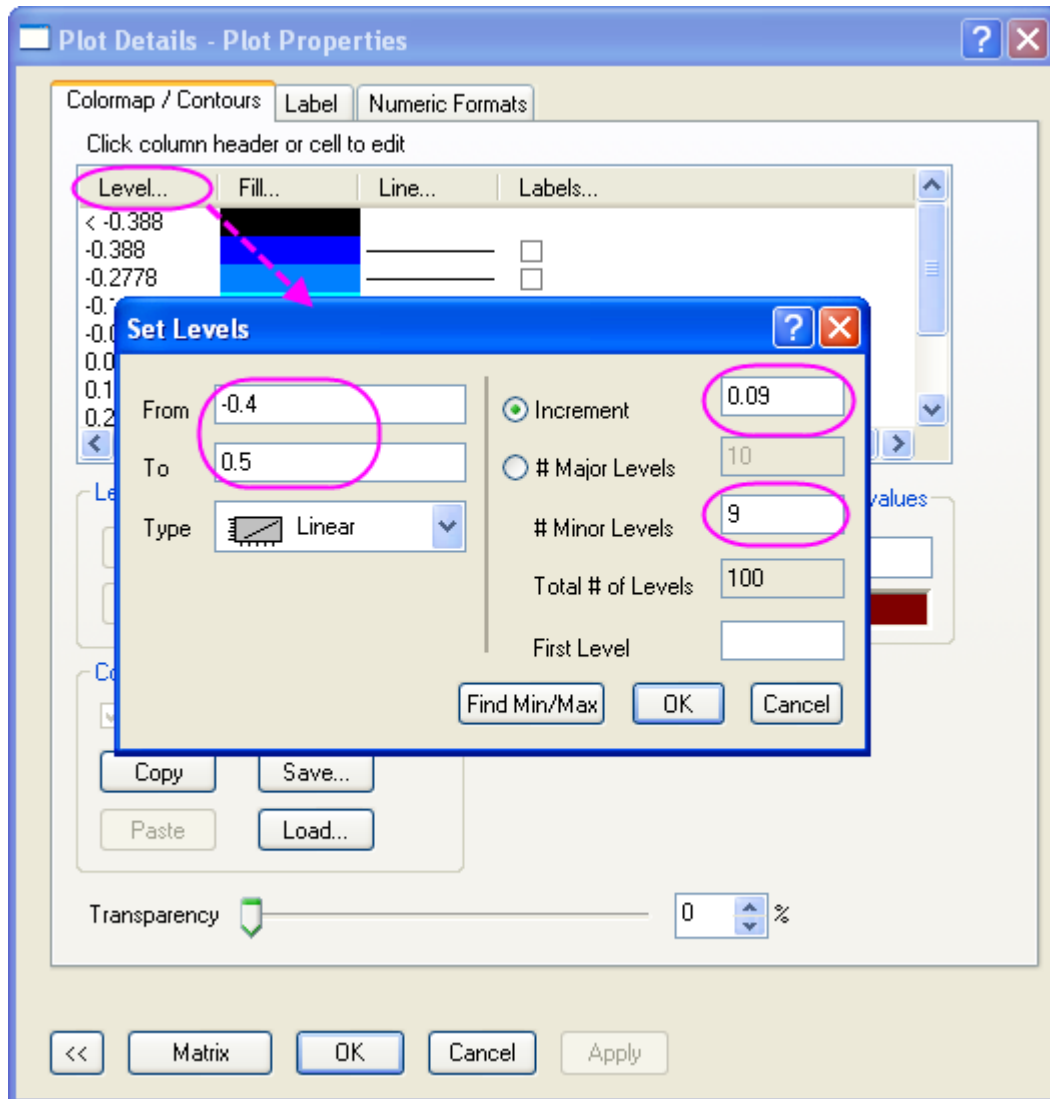 Plot Details - Plot Properties
Colormap / Contours Label Numeric Formats
Click column header or cell to edit
Level... Fill... Line... Labels...
< -0.388
-0.388
-0.2778
Set Levels
From -0.4
To 0.5
Type Linear
Increment 0.09
# Major Levels 10
# Minor Levels 9
Total # of Levels 100
First Level
Find Min/Max OK Cancel
values
Copy Save...
Paste Load...
Transparency 0 %
<< Matrix OK Cancel Apply